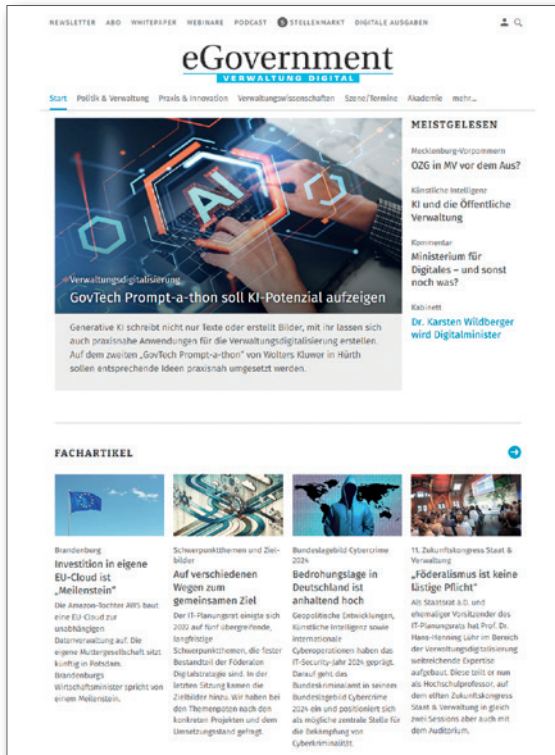 NEWSLETTER ABO WHITEPAPER WEBINARE PODCAST STELLENMARKT DIGITALE AUSGABEN
eGovernment
VERWALTUNG DIGITAL
Start Politik & Verwaltung Praxis & Innovation Verwaltungswissenschaften Szene/Termine Akademie mehr...
AI
Verwaltungsdigitalisierung
GovTech Prompt-a-thon soll KI-Potenzial aufzeigen
Generative KI schreibt nicht nur Texte oder erstellt Bilder, mit ihr lassen sich
auch praxisnahe Anwendungen für die Verwaltungsdigitalisierung erstellen.
Auf dem zweiten „GovTech Prompt-a-thon" von Wolters Kluwer in Hürth
sollen entsprechende Ideen praxisnah umgesetzt werden.
MEISTGELESEN
Mecklenburg-Vorpommern
OZG in MV vor dem Aus?
Künstliche Intelligenz
KI und die Öffentliche
Verwaltung
Kommentar
Ministerium für
Digitales – und sonst
noch was?
Kabinett
Dr. Karsten Wildberger
wird Digitalminister
FACHARTIKEL
Brandenburg
Investition in eigene
EU-Cloud ist
„Meilenstein"
Die Amazon-Tochter AWS baut
eine EU-Cloud zur
unabhängigen
Datenverwaltung auf. Die
eigene Muttergesellschaft sitzt
künftig in Potsdam.
Brandenburgs
Wirtschaftsminister spricht von
einem Meilenstein.
Schwerpunktthemen und Ziel-
bilder
Auf verschiedenen
Wegen zum
gemeinsamen Ziel
Der IT-Planungsrat einigte sich
2022 auf fünf übergreifende,
langfristige
Schwerpunktthemen, die fester
Bestandteil der Föderalen
Digitalstrategie sind. In der
letzten Sitzung kamen die
Zielbilder hinzu. Wir haben bei
den Themenpaten nach den
konkreten Projekten und dem
Umsetzungsstand gefragt.
Bundeslagebild Cybercrime
2024
Bedrohungslage in
Deutschland ist
anhaltend hoch
Geopolitische Entwicklungen,
Künstliche Intelligenz sowie
internationale
Cyberoperationen haben das
IT-Security-Jahr 2024 geprägt.
Darauf geht das
Bundeskriminalamt in seinem
Bundeslagebild Cybercrime
2024 ein und positioniert sich
als mögliche zentrale Stelle für
die Bekämpfung von
Cyberkriminalität.
11. Zukunftskongress Staat &
Verwaltung
„Föderalismus ist keine
lästige Pflicht"
Als Staatsrat a.D. und
ehemaliger Vorsitzender des
IT-Planungsrats hat Prof. Dr.
Hans-Henning Lühr im Bereich
der Verwaltungsdigitalisierung
weitreichende Expertise
aufgebaut. Diese teilt er nun
als Hochschulprofessor, auf
dem elften Zukunftskongress
Staat & Verwaltung in gleich
zwei Sessions aber auch mit
dem Auditorium.